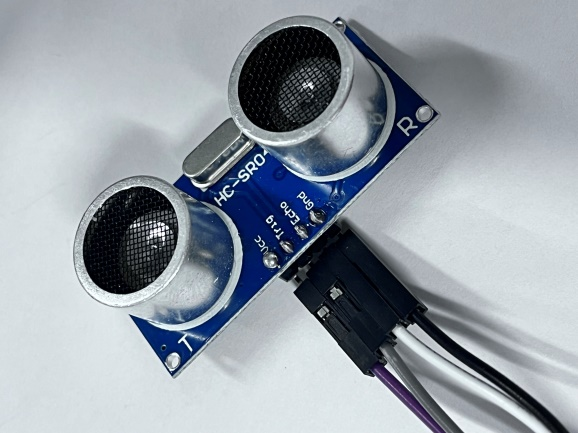 HC-SR04
Vcc
Trig
Echo
Gnd
T
R